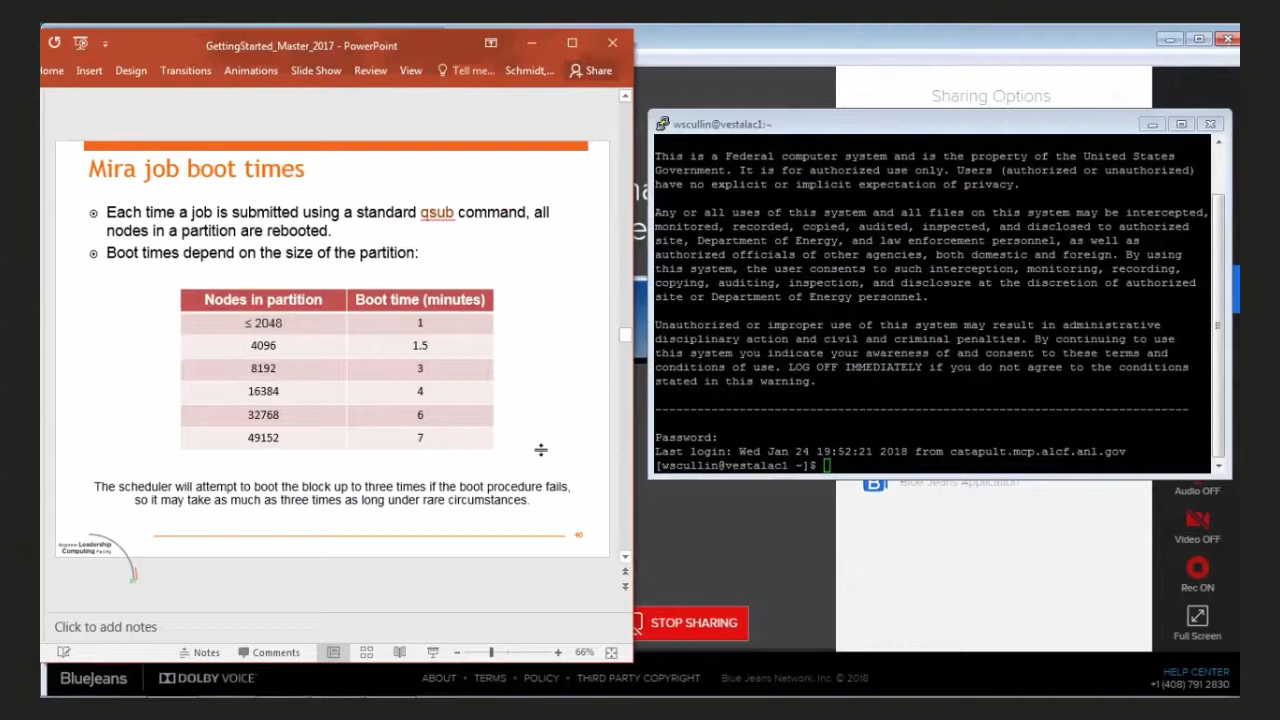 GettingStarted_Master_2017 - PowerPoint
Insert Design Transitions Animations Slide Show Review View Tell me... Schmidt,... Share
Mira job boot times
Each time a job is submitted using a standard qsub command, all
nodes in a partition are rebooted.
Boot times depend on the size of the partition:
Nodes in partition Boot time (minutes)
≤ 2048 1
4096 1.5
8192 3
16384 4
32768 6
49152 7
The scheduler will attempt to boot the block up to three times if the boot procedure fails,
so it may take as much as three times as long under rare circumstances.
Leadership
Computing Facility
40
Click to add notes
Notes Comments 66%
Sharing Options
wscullin@vestalac1:~
This is a Federal computer system and is the property of the United States
Government. It is for authorized use only. Users (authorized or unauthorized)
have no explicit or implicit expectation of privacy.
Any or all uses of this system and all files on this system may be intercepted,
monitored, recorded, copied, audited, inspected, and disclosed to authorized
site, Department of Energy, and law enforcement personnel, as well as
authorized officials of other agencies, both domestic and foreign. By using
this system, the user consents to such interception, monitoring, recording,
copying, auditing, inspection, and disclosure at the discretion of authorized
site or Department of Energy personnel.
Unauthorized or improper use of this system may result in administrative
disciplinary action and civil and criminal penalties. By continuing to use
this system you indicate your awareness of and consent to these terms and
conditions of use. LOG OFF IMMEDIATELY if you do not agree to the conditions
stated in this warning.
--------------------------------------------------------------------------------
Password:
Last login: Wed Jan 24 19:52:21 2018 from catapult.mcp.alcf.anl.gov
[wscullin@vestalac1 ~]$
Blue Jeans Application
Audio OFF
Video OFF
Rec ON
Full Screen
STOP SHARING
BlueJeans DOLBY VOICE ABOUT • TERMS • POLICY • THIRD PARTY COPYRIGHT Blue Jeans Network, Inc. © 2018
HELP CENTER
+1 (408) 791 2830